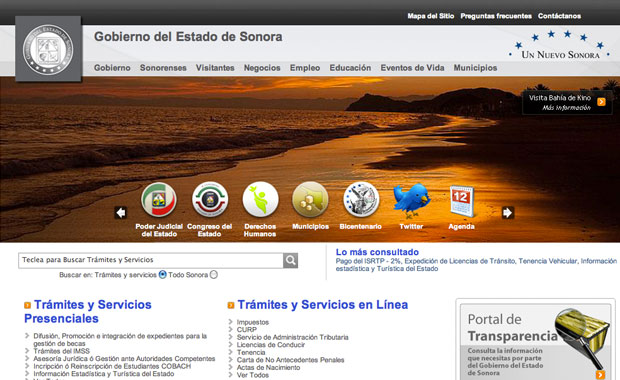 Mapa del Sitio Preguntas frecuentes Contáctanos
Gobierno del Estado de Sonora
UN NUEVO SONORA
Gobierno Sonorenses Visitantes Negocios Empleo Educación Eventos de Vida Municipios
Visita Bahía de Kino
Más Información
12
Poder Judicial
del Estado
Congreso del
Estado
Derechos
Humanos
Municipios
Bicentenario
Twitter
Agenda
Teclea para Buscar Trámites y Servicios
Buscar en: Trámites y servicios Todo Sonora
Lo más consultado
Pago del ISRTP - 2%, Expedición de Licencias de Tránsito, Tenencia Vehicular, Información
estadística y Turística del Estado
Trámites y Servicios
Presenciales
Difusión, Promoción e integración de expedientes para la
gestión de becas
Trámites del IMSS
Asesoría Jurídica ó Gestión ante Autoridades Competentes
Incripción ó Reinscripción de Estudiantes COBACH
Información Estadística y Turística del Estado
Trámites y Servicios en Línea
Impuestos
CURP
Servicio de Administración Tributaria
Licencias de Conducir
Tenencia
Carta de No Antecedentes Penales
Actas de Nacimiento
Ver Todos
Portal de
Transparencia
Consulta la información
que necesitas por parte
del Gobierno del Estado
de Sonora